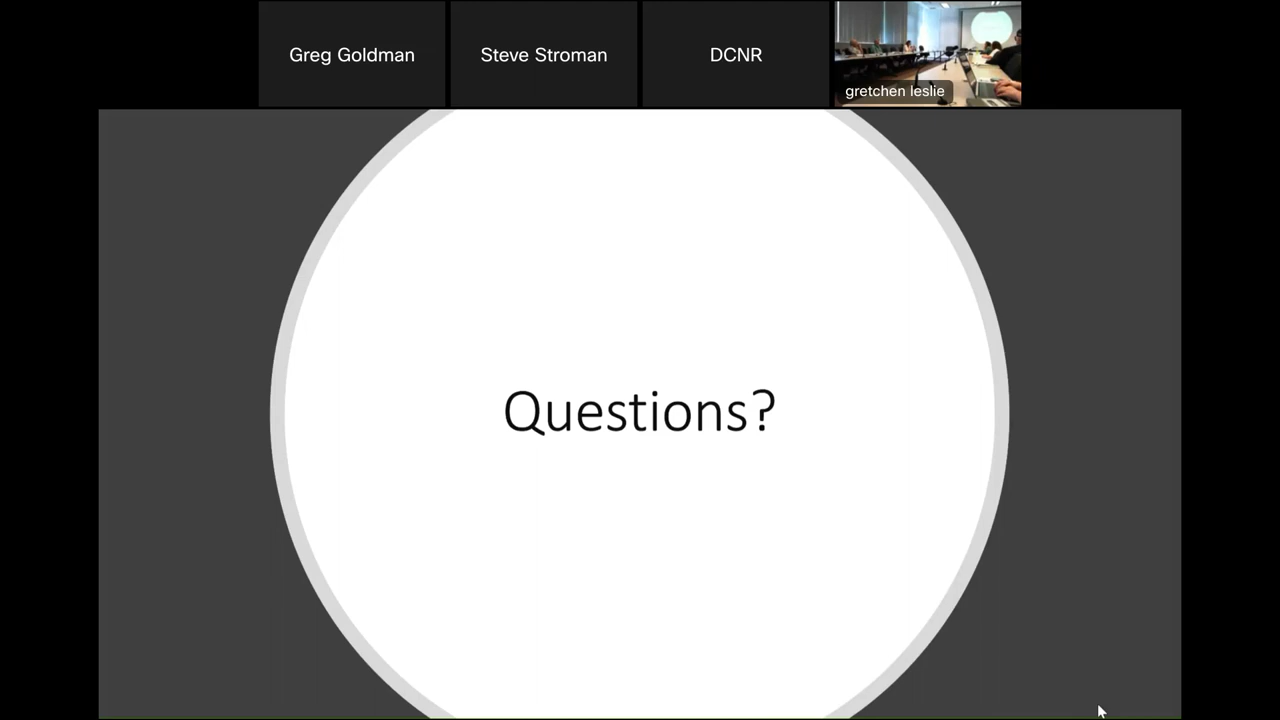 Greg Goldman
Steve Stroman
DCNR
gretchen leslie
Questions?